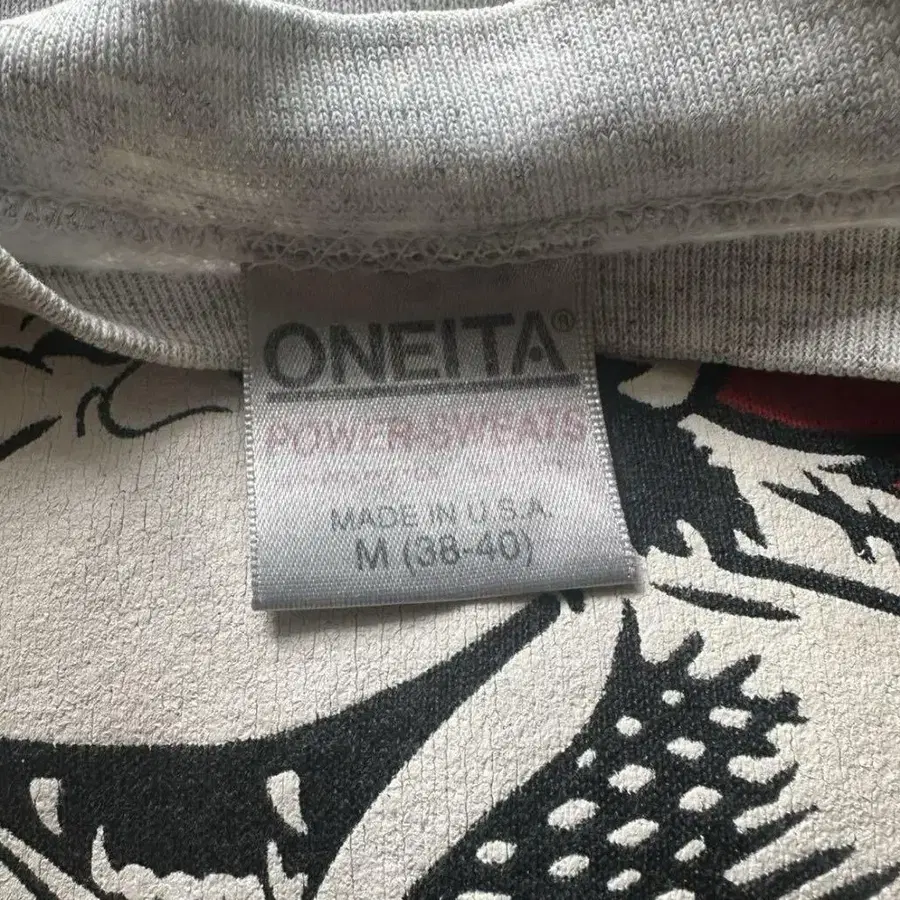 ONEITA®
POWER-SWEATS
MADE IN U.S.A.
M (38-40)